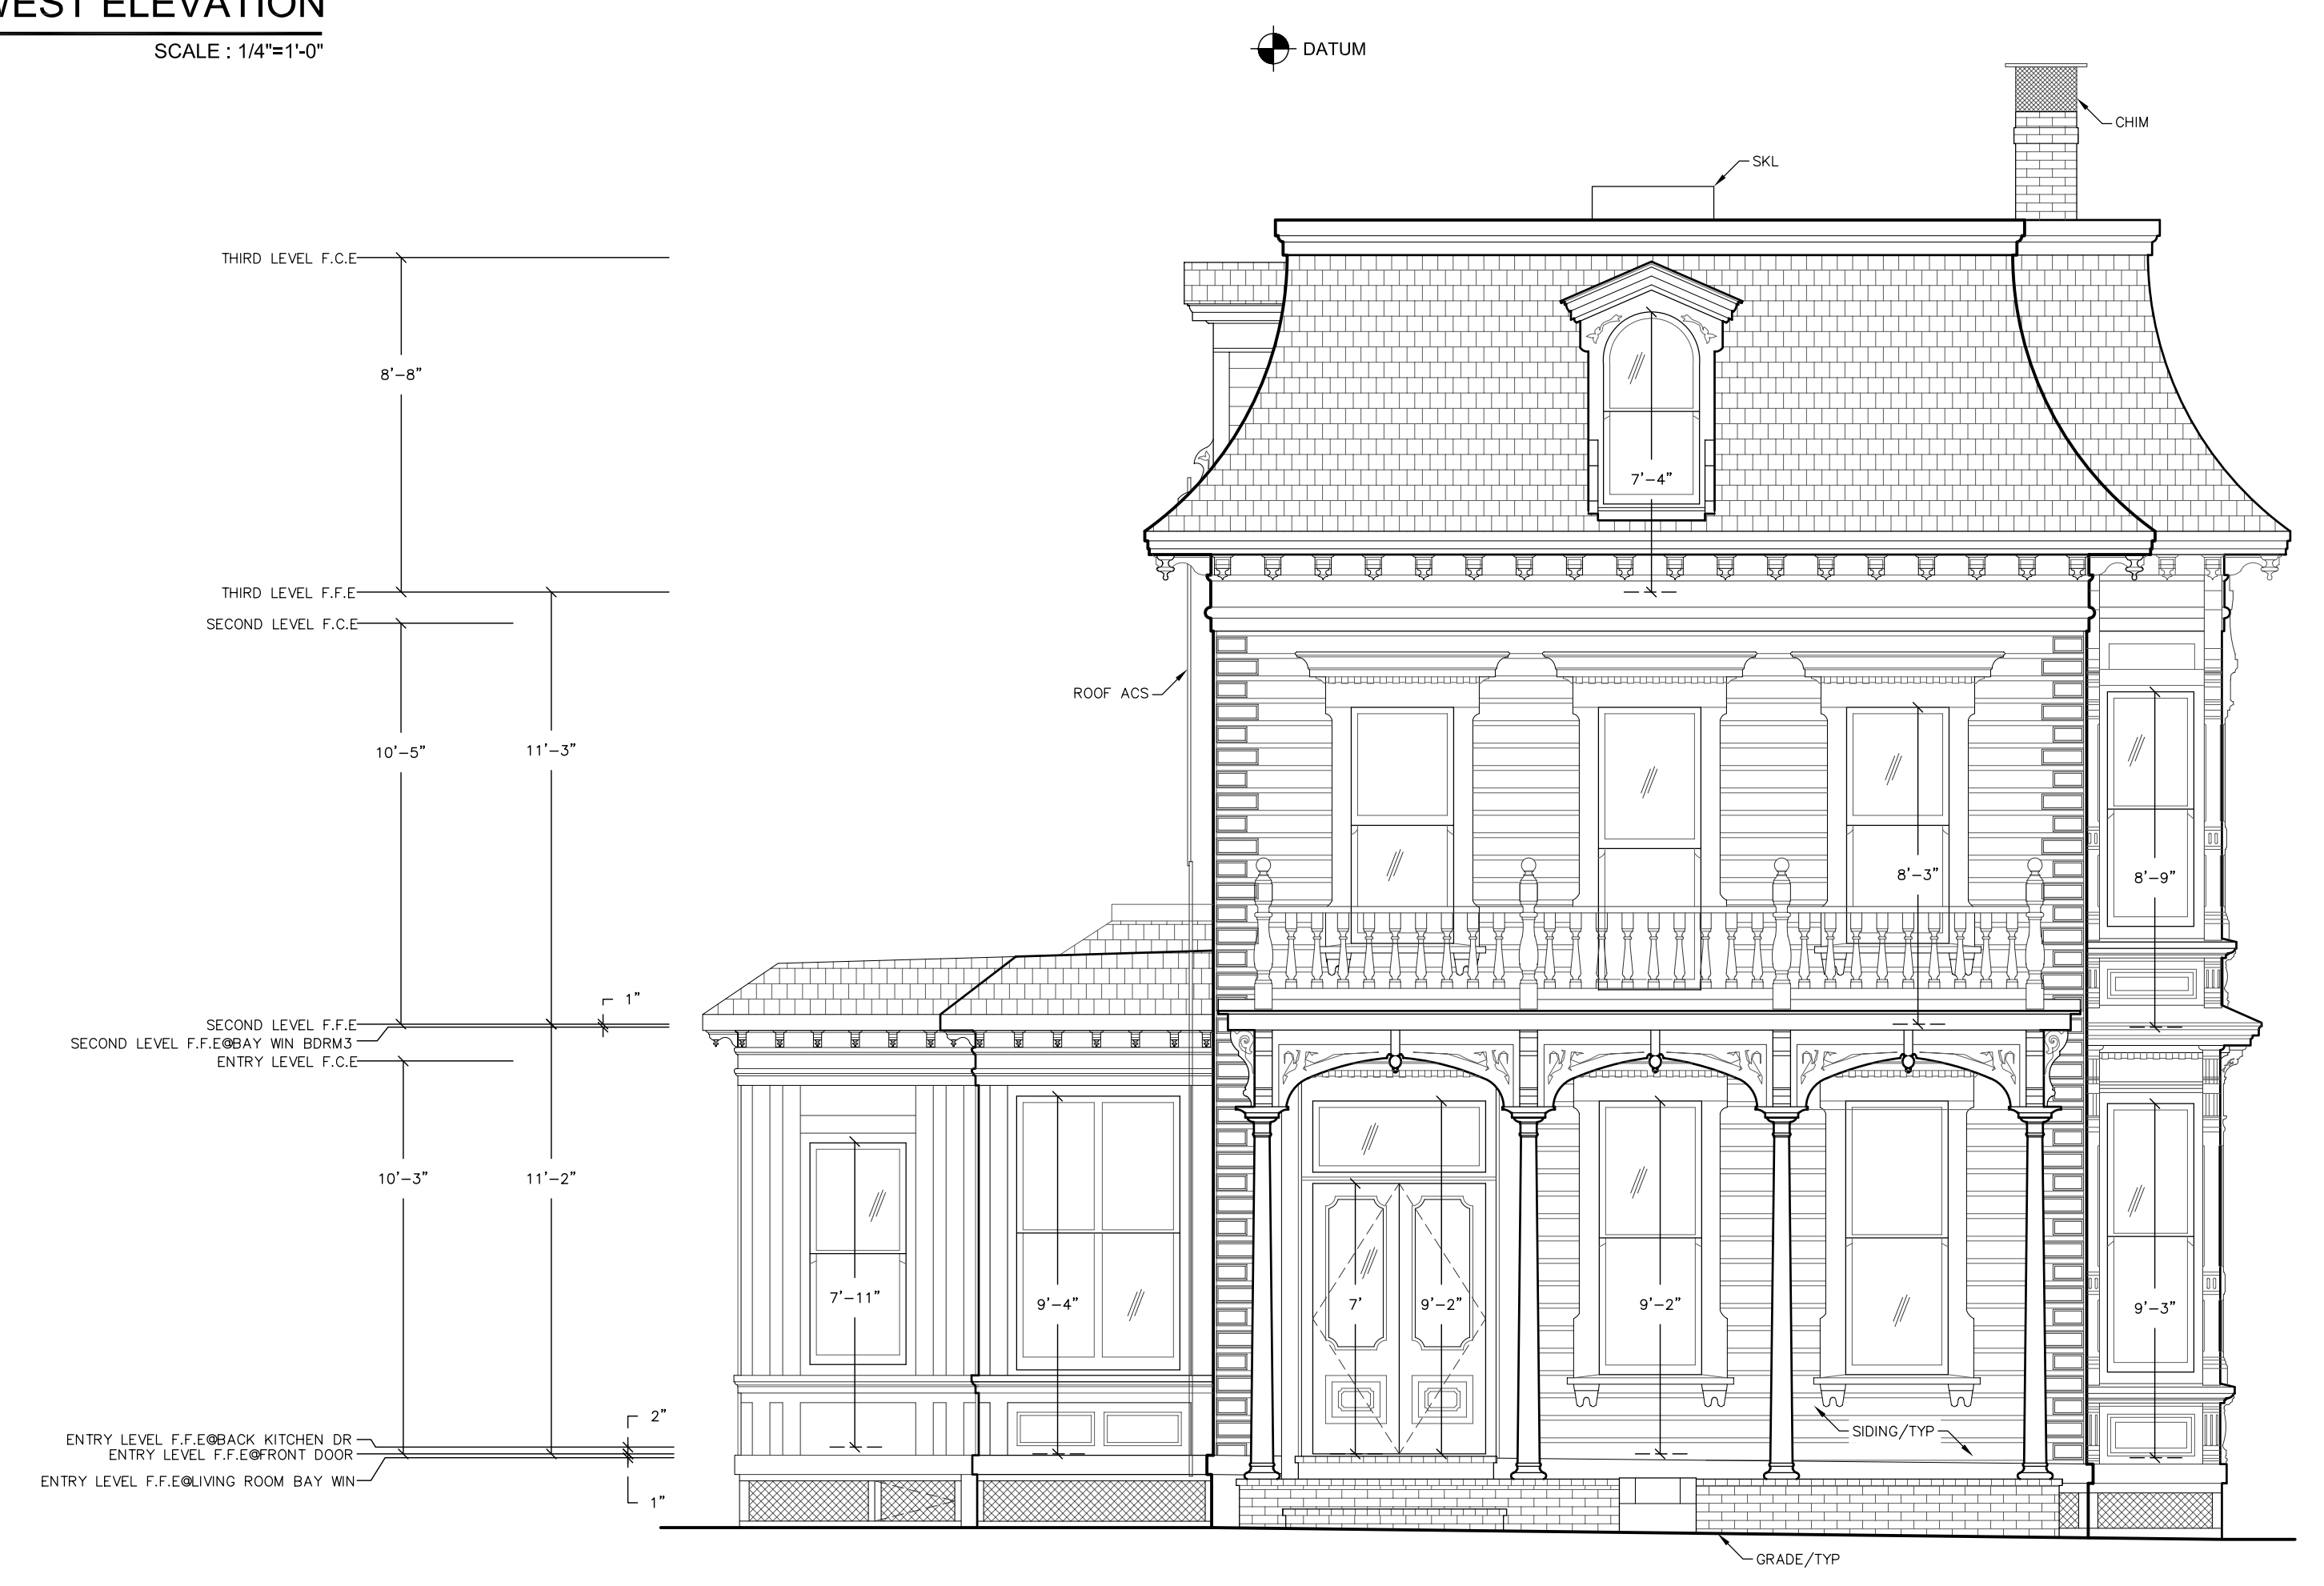 WEST ELEVATION
SCALE : 1/4"=1'-0"
DATUM
CHIM
SKL
THIRD LEVEL F.C.E
8'-8"
7'-4"
THIRD LEVEL F.F.E
SECOND LEVEL F.C.E
ROOF ACS
10'-5"
11'-3"
8'-3"
8'-9"
1"
SECOND LEVEL F.F.E
SECOND LEVEL F.F.E@BAY WIN BDRM3
ENTRY LEVEL F.C.E
10'-3"
11'-2"
7'-11"
9'-4"
7'
9'-2"
9'-2"
9'-3"
2"
SIDING/TYP
ENTRY LEVEL F.F.E@BACK KITCHEN DR
ENTRY LEVEL F.F.E@FRONT DOOR
ENTRY LEVEL F.F.E@LIVING ROOM BAY WIN
1"
GRADE/TYP